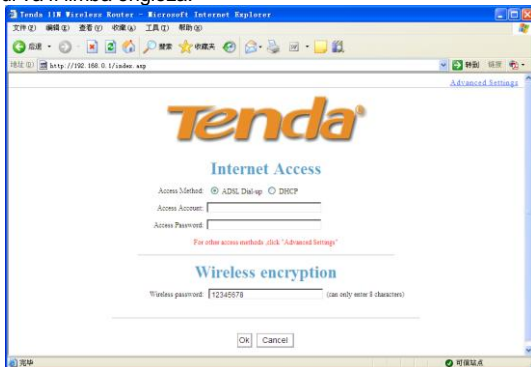 Tenda 11N Wireless Router - Microsoft Internet Explorer
文件(F) 编辑(E) 查看(V) 收藏(A) 工具(T) 帮助(H)
后退 搜索 收藏夹
地址(D) http://192.168.0.1/index.asp 转到 链接
Advanced Settings
Tenda
Internet Access
Access Method: ADSL Dial-up DHCP
Access Account:
Access Password:
For other access methods ,click "Advanced Settings"
Wireless encryption
Wireless password: 12345678 (can only enter 8 characters)
Ok Cancel
完毕 可信站点